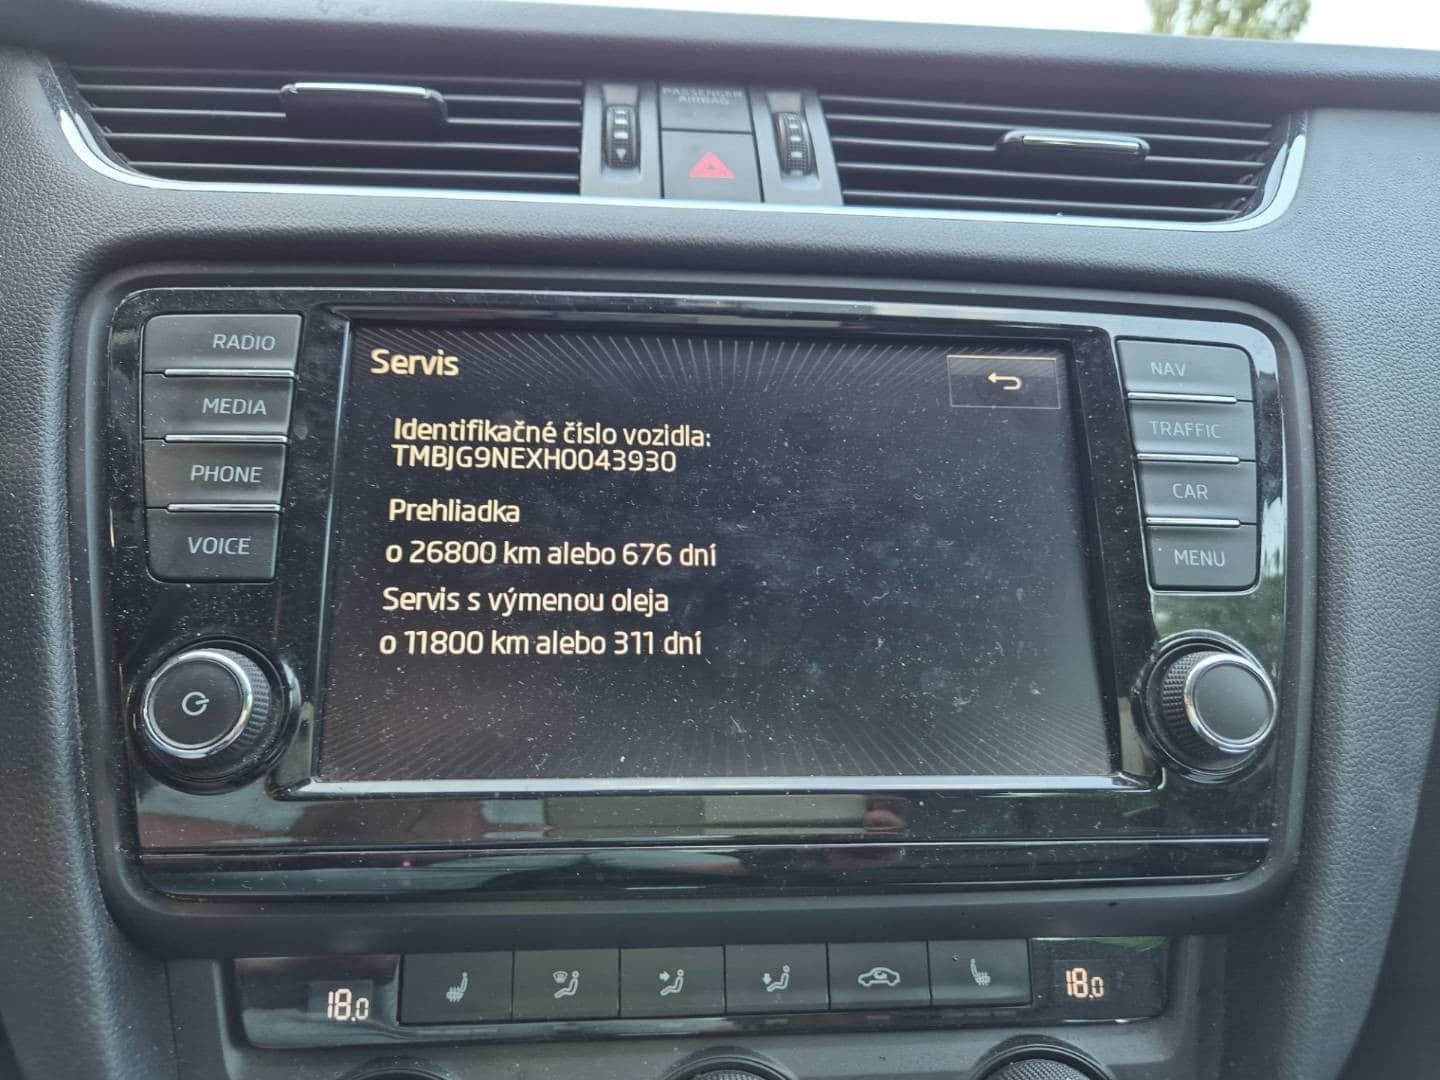 PASSENGER
AIRBAG
RADIO
MEDIA
PHONE
VOICE
Servis
Identifikačné číslo vozidla:
TMBJG9NEXH0043930
Prehliadka
o 26800 km alebo 676 dní
Servis s výmenou oleja
o 11800 km alebo 311 dní
NAV
TRAFFIC
CAR
MENU
18.0
18.0